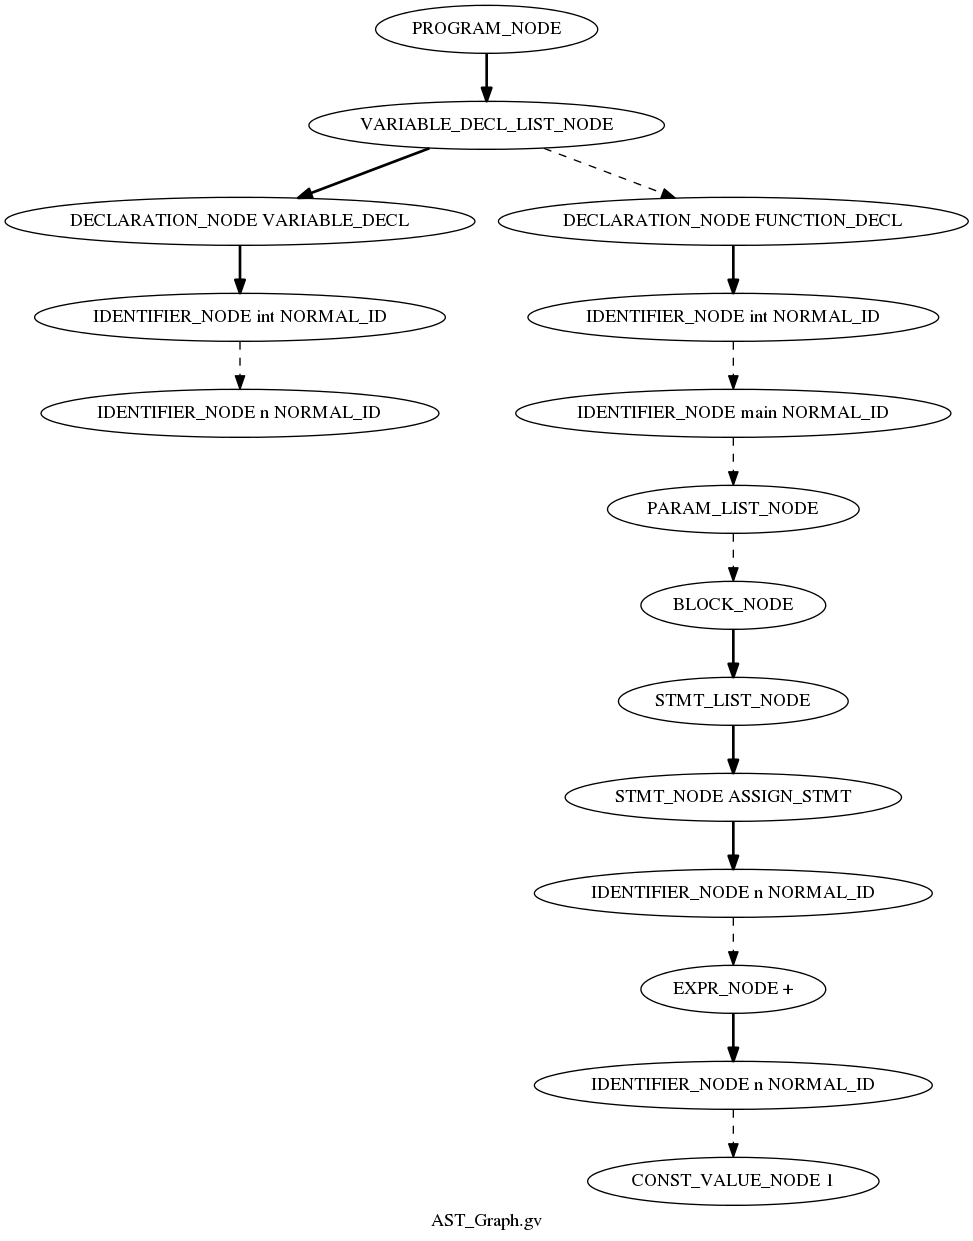 PROGRAM_NODE
VARIABLE_DECL_LIST_NODE
DECLARATION_NODE VARIABLE_DECL
DECLARATION_NODE FUNCTION_DECL
IDENTIFIER_NODE int NORMAL_ID
IDENTIFIER_NODE int NORMAL_ID
IDENTIFIER_NODE n NORMAL_ID
IDENTIFIER_NODE main NORMAL_ID
PARAM_LIST_NODE
BLOCK_NODE
STMT_LIST_NODE
STMT_NODE ASSIGN_STMT
IDENTIFIER_NODE n NORMAL_ID
EXPR_NODE +
IDENTIFIER_NODE n NORMAL_ID
CONST_VALUE_NODE 1
AST_Graph.gv